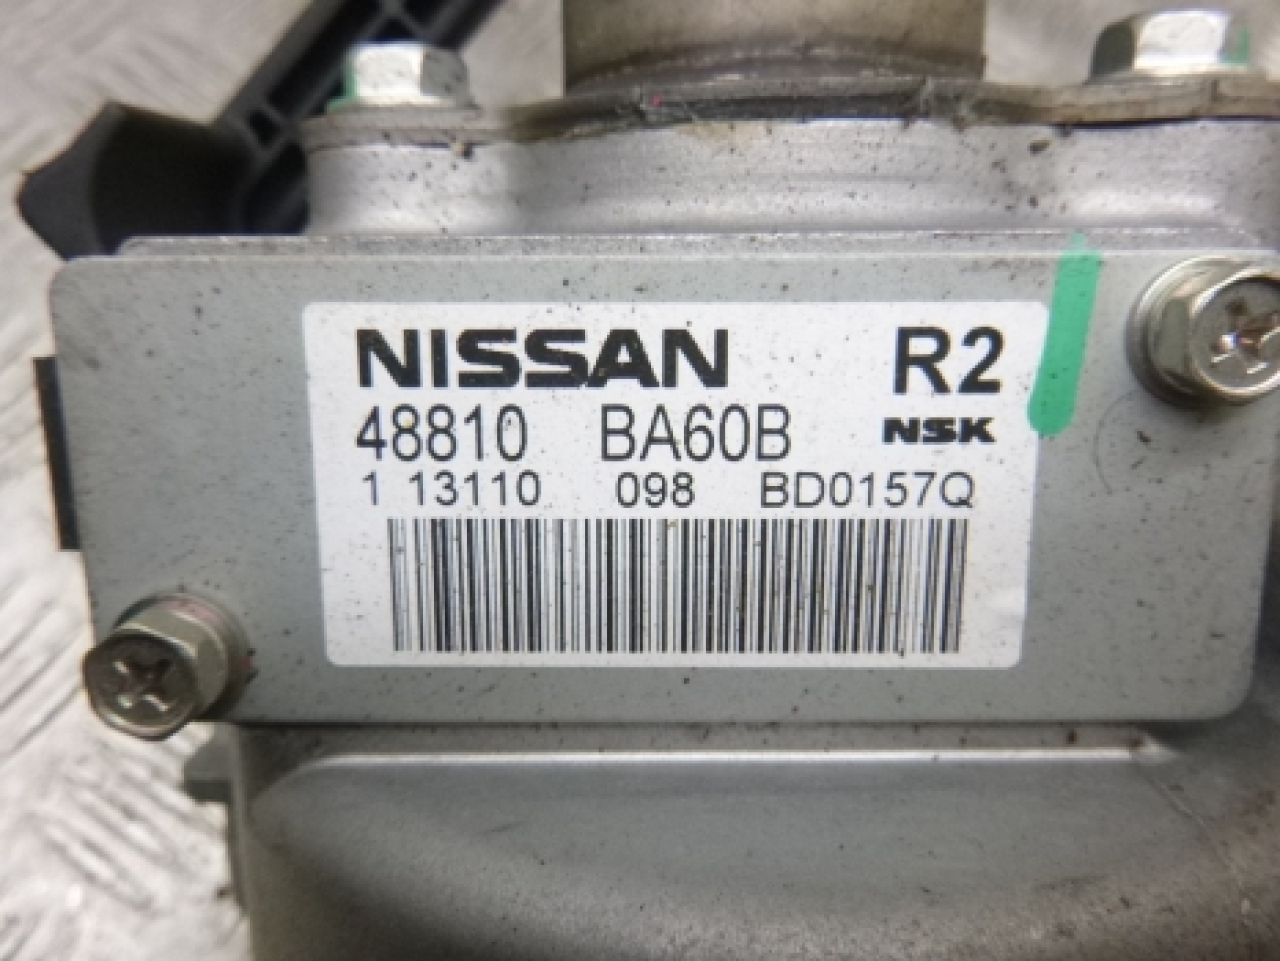 NISSAN R2
48810 BA60B NSK
1 13110 098 BD0157Q